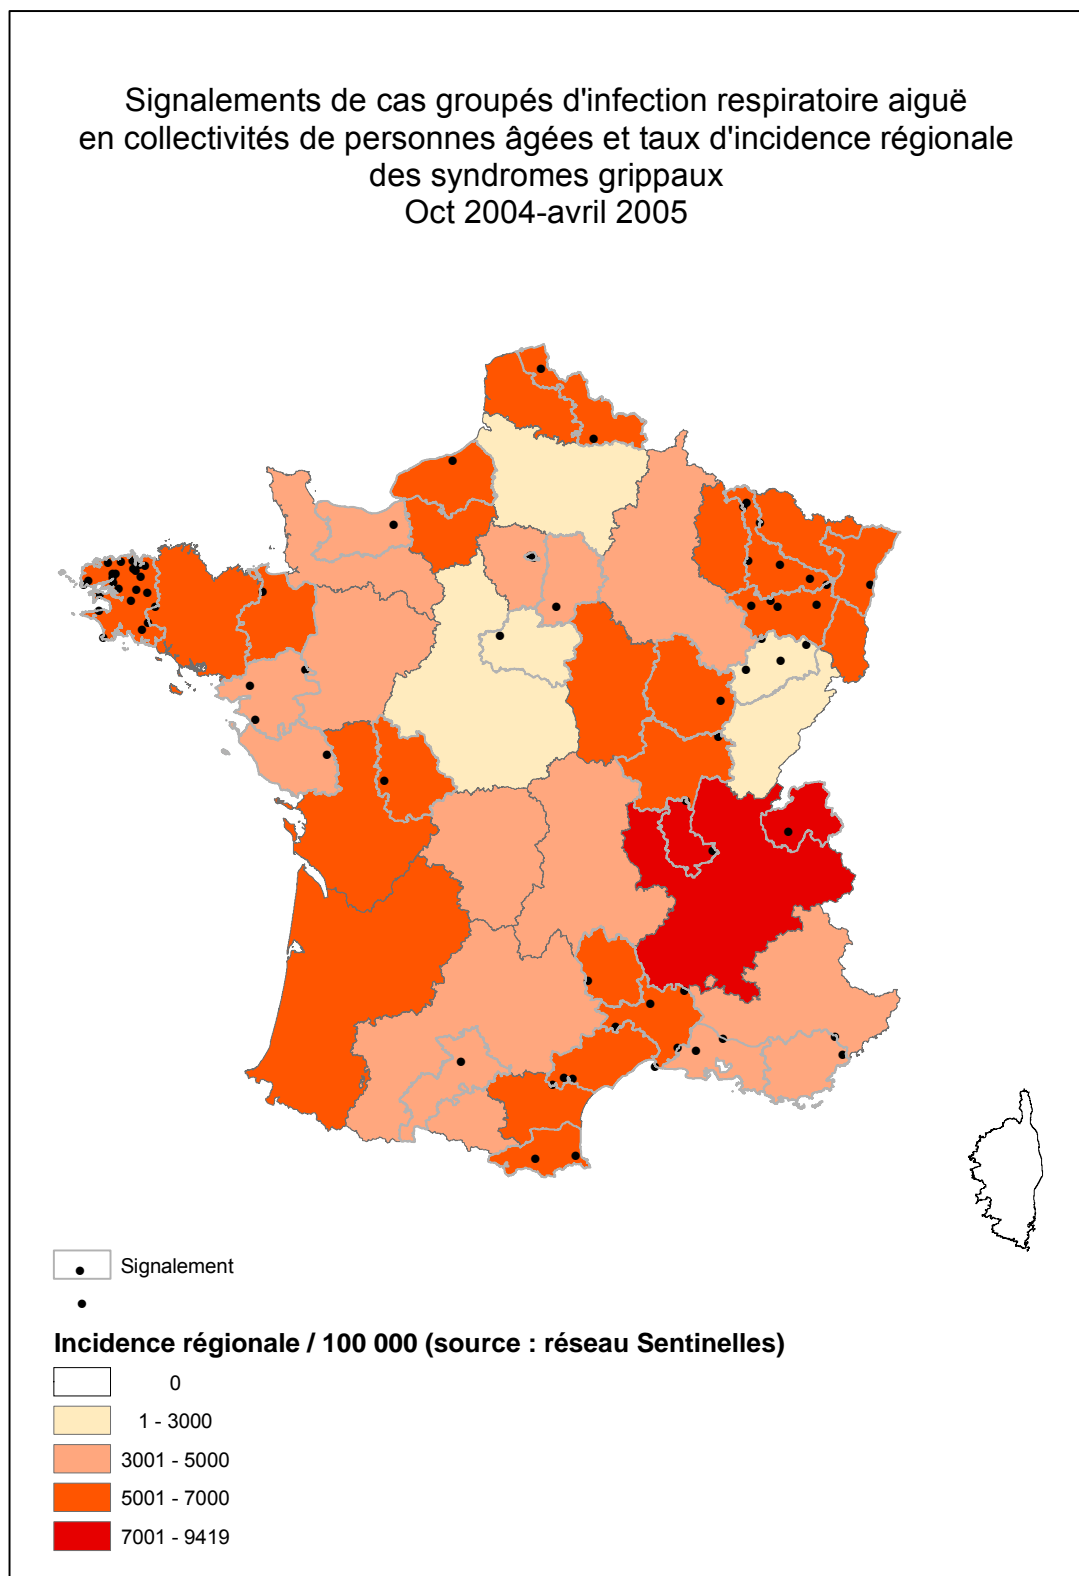 Signalements de cas groupés d'infection respiratoire aiguë
en collectivités de personnes âgées et taux d'incidence régionale
des syndromes grippaux
Oct 2004-avril 2005
Signalement
Incidence régionale / 100 000 (source : réseau Sentinelles)
0
1 - 3000
3001 - 5000
5001 - 7000
7001 - 9419